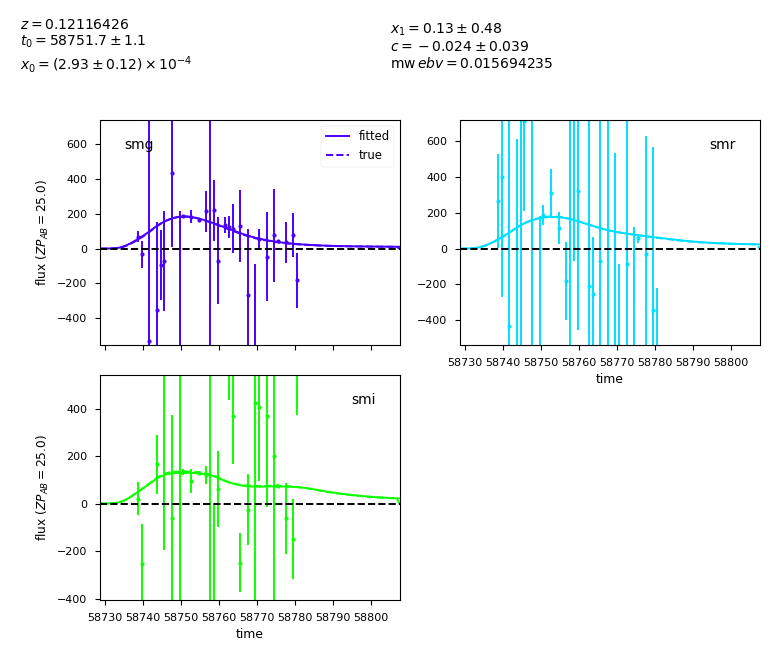 z = 0.12116426
t₀ = 58751.7 ± 1.1
x₀ = (2.93 ± 0.12) × 10⁻⁴
x₁ = 0.13 ± 0.48
c = −0.024 ± 0.039
mw ebv = 0.015694235
smg
fitted
true
600
400
200
0
−200
−400
flux (ZP_AB = 25.0)
smr
600
400
200
0
−200
−400
58730 58740 58750 58760 58770 58780 58790 58800
time
smi
400
200
0
−200
−400
flux (ZP_AB = 25.0)
58730 58740 58750 58760 58770 58780 58790 58800
time